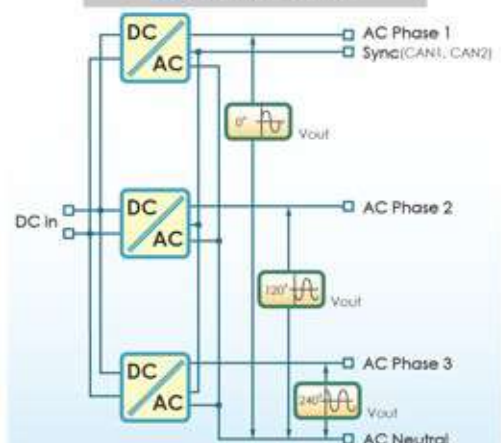 DC
AC
AC Phase 1
Sync(CAN1, CAN2)
0°
Vout
DC in
DC
AC
AC Phase 2
120°
Vout
DC
AC
AC Phase 3
240°
Vout
AC Neutral